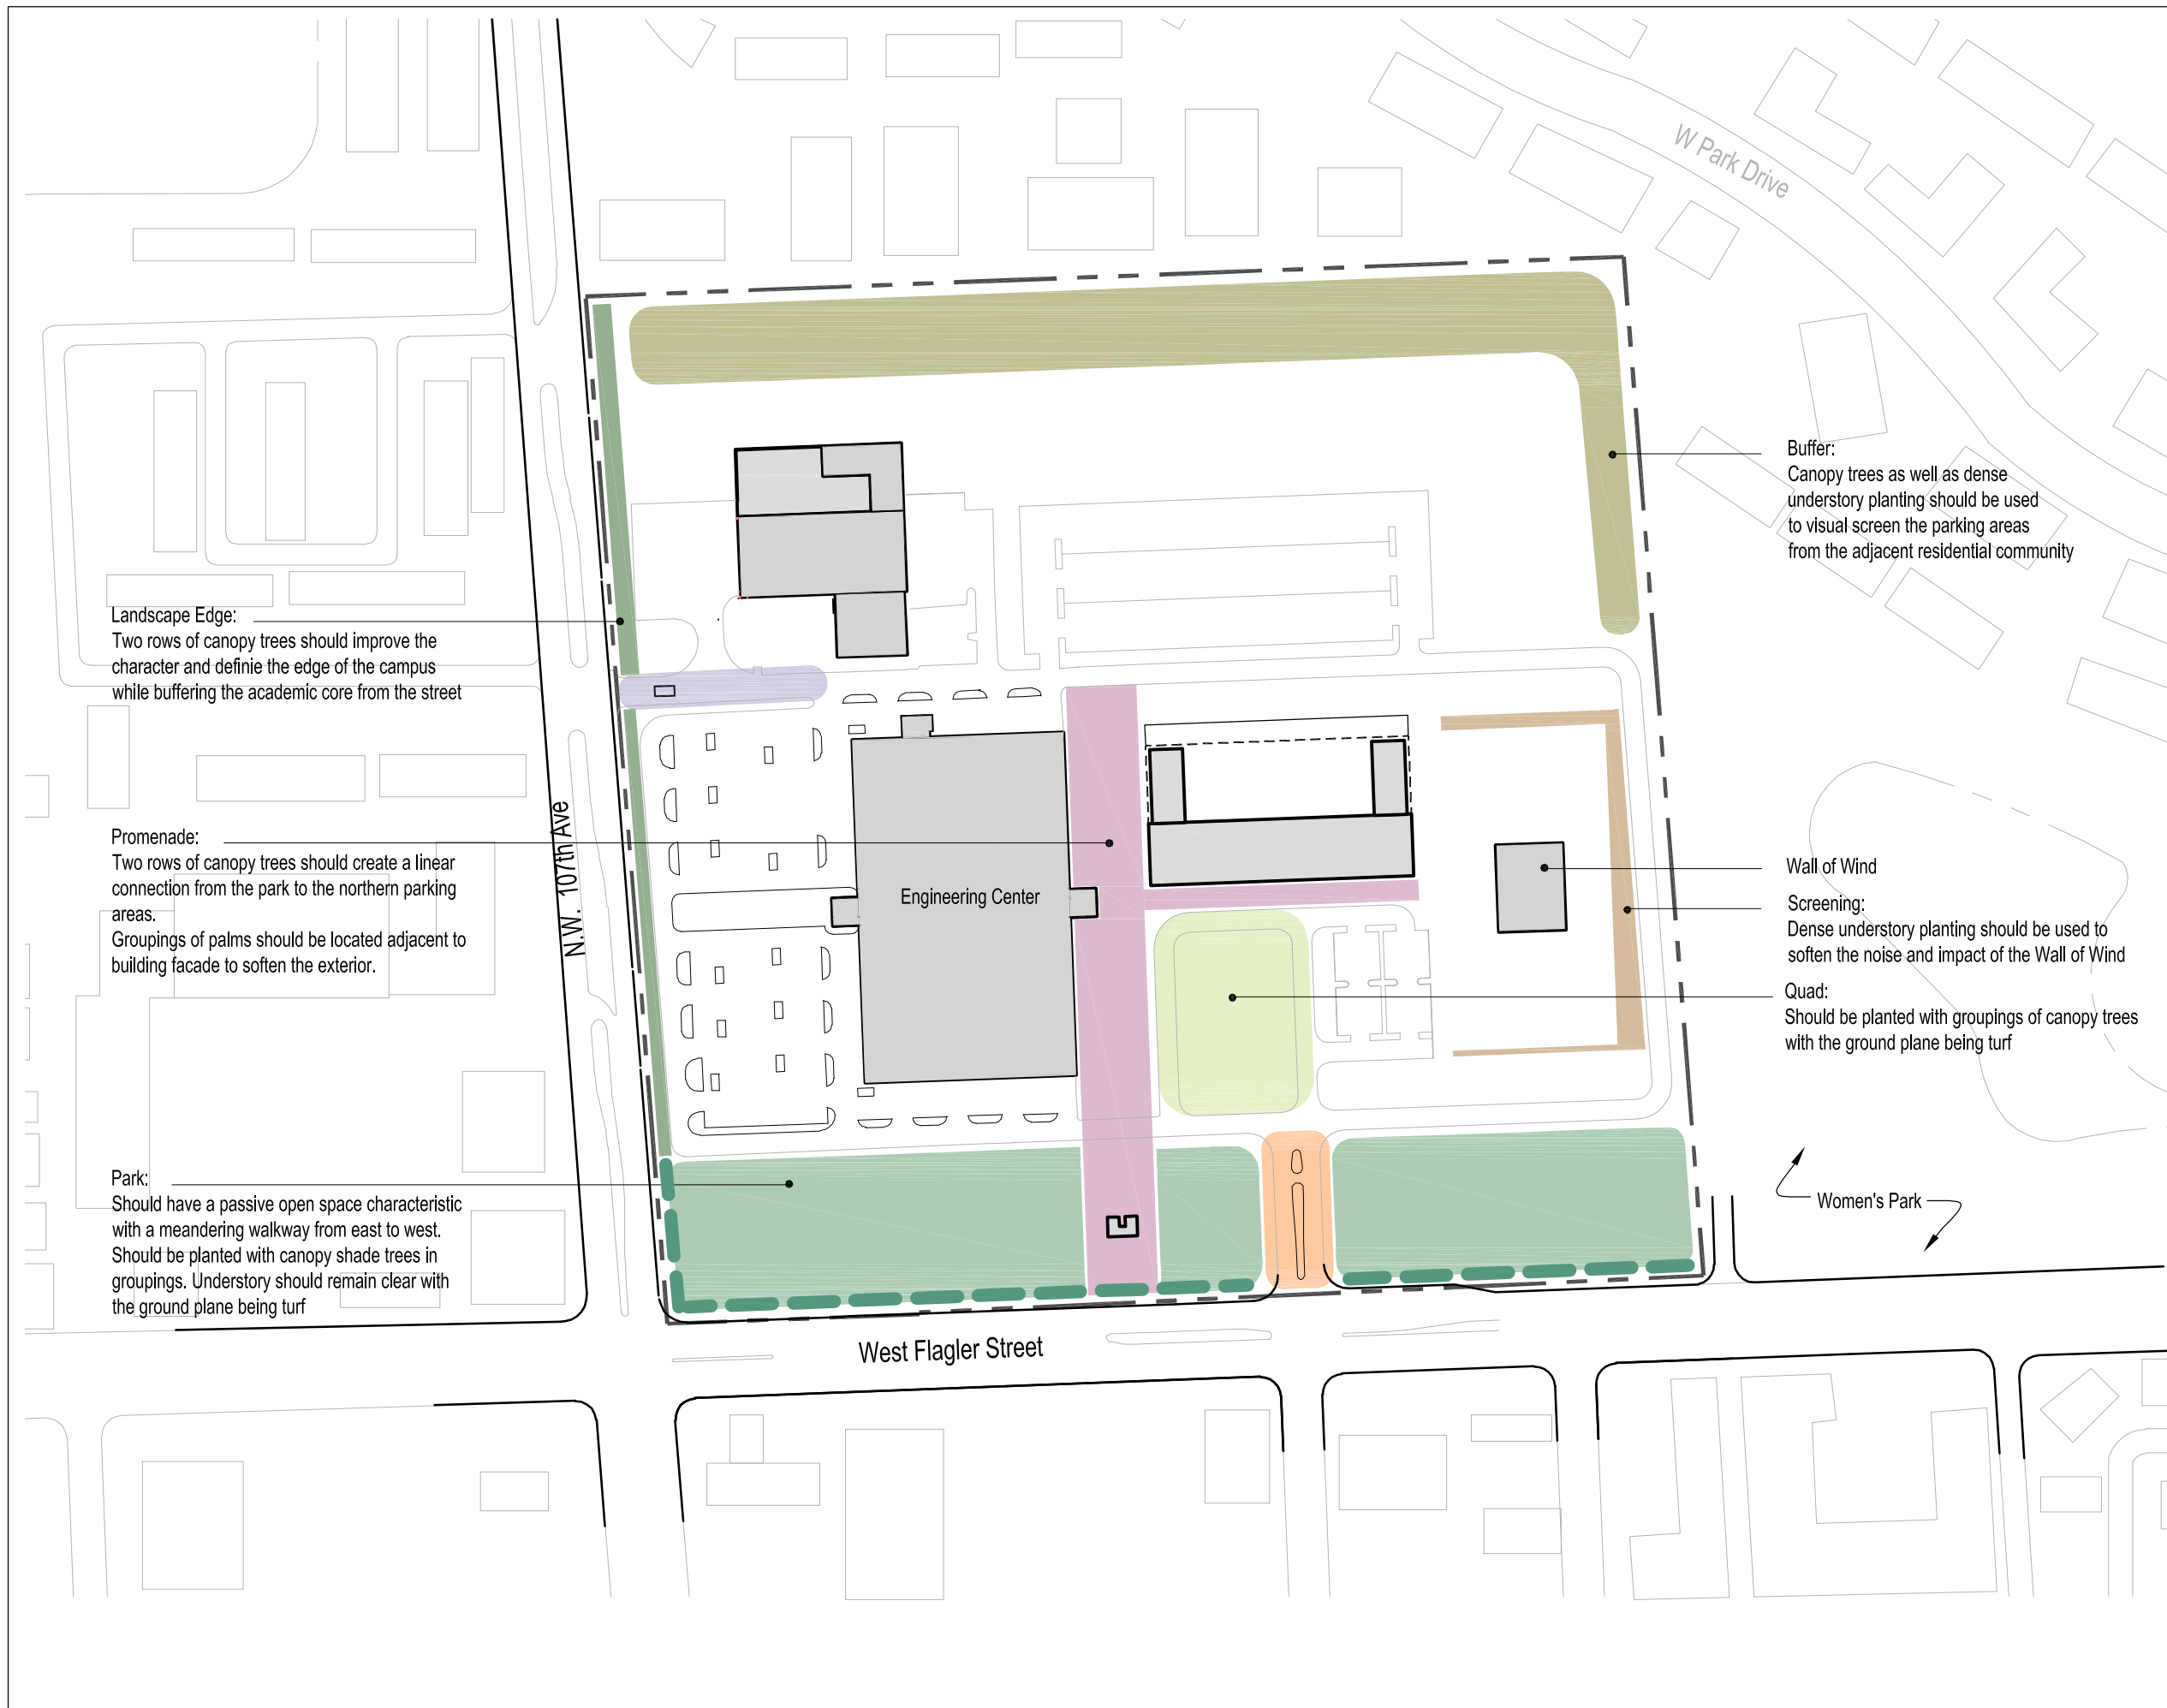 W Park Drive
Buffer:
Canopy trees as well as dense
understory planting should be used
to visual screen the parking areas
from the adjacent residential community
Landscape Edge:
Two rows of canopy trees should improve the
character and definie the edge of the campus
while buffering the academic core from the street
N.W. 107th Ave
Promenade:
Two rows of canopy trees should create a linear
connection from the park to the northern parking
areas.
Groupings of palms should be located adjacent to
building facade to soften the exterior.
Engineering Center
Wall of Wind
Screening:
Dense understory planting should be used to
soften the noise and impact of the Wall of Wind
Quad:
Should be planted with groupings of canopy trees
with the ground plane being turf
Park:
Should have a passive open space characteristic
with a meandering walkway from east to west.
Should be planted with canopy shade trees in
groupings. Understory should remain clear with
the ground plane being turf
Women's Park
West Flagler Street